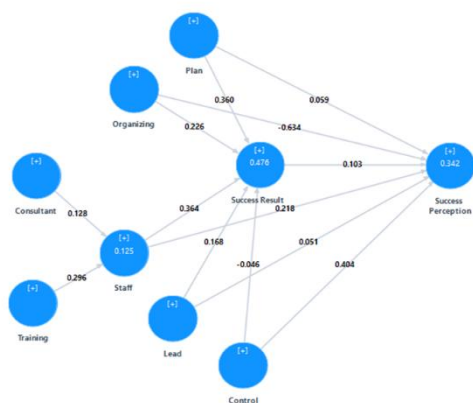 [+]
Plan
[+]
0.360
0.059
Organizing
0.226
-0.634
[+]
0.476
Success Result
0.103
[+]
0.342
Success
Perception
[+]
Consultant
0.128
0.364
0.218
[+]
0.125
Staff
0.168
0.051
-0.046
0.404
[+]
Training
0.296
[+]
Lead
[+]
Control